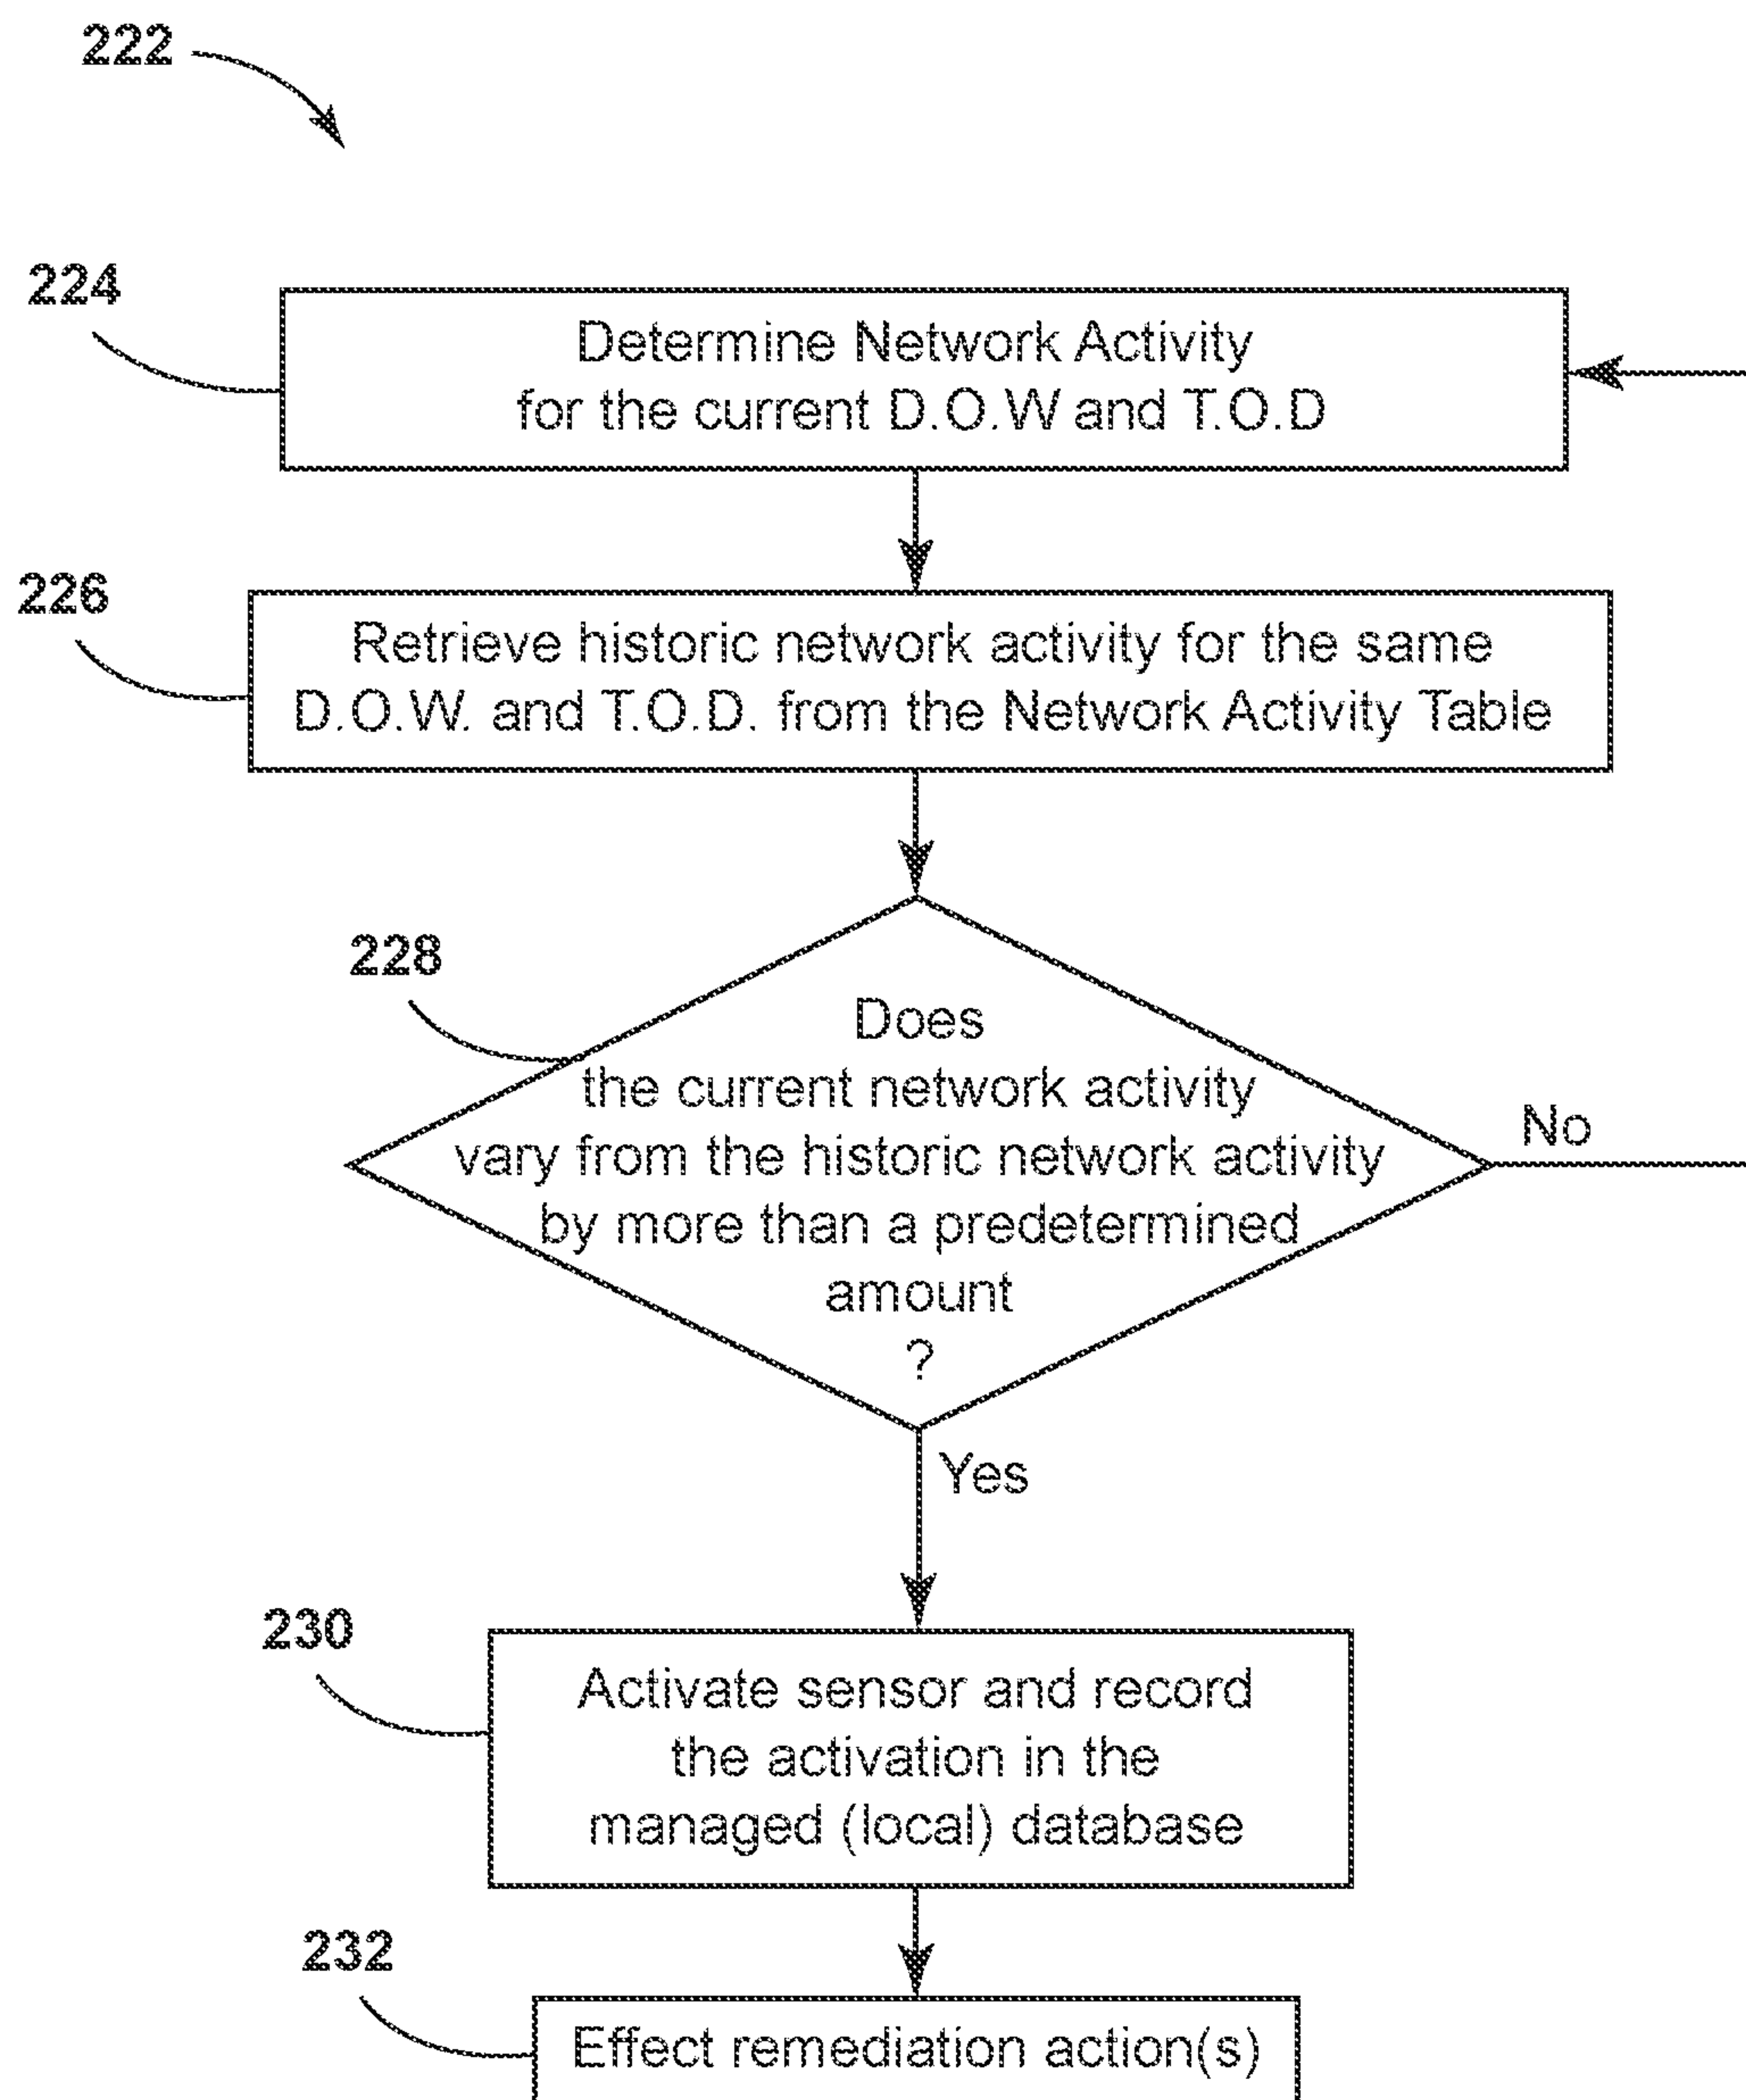 222
224
Determine Network Activity
for the current D.O.W and T.O.D
226
Retrieve historic network activity for the same
D.O.W. and T.O.D. from the Network Activity Table
228
Does
the current network activity
vary from the historic network activity
by more than a predetermined
amount
?
No
Yes
230
Activate sensor and record
the activation in the
managed (local) database
232
Effect remediation action(s)